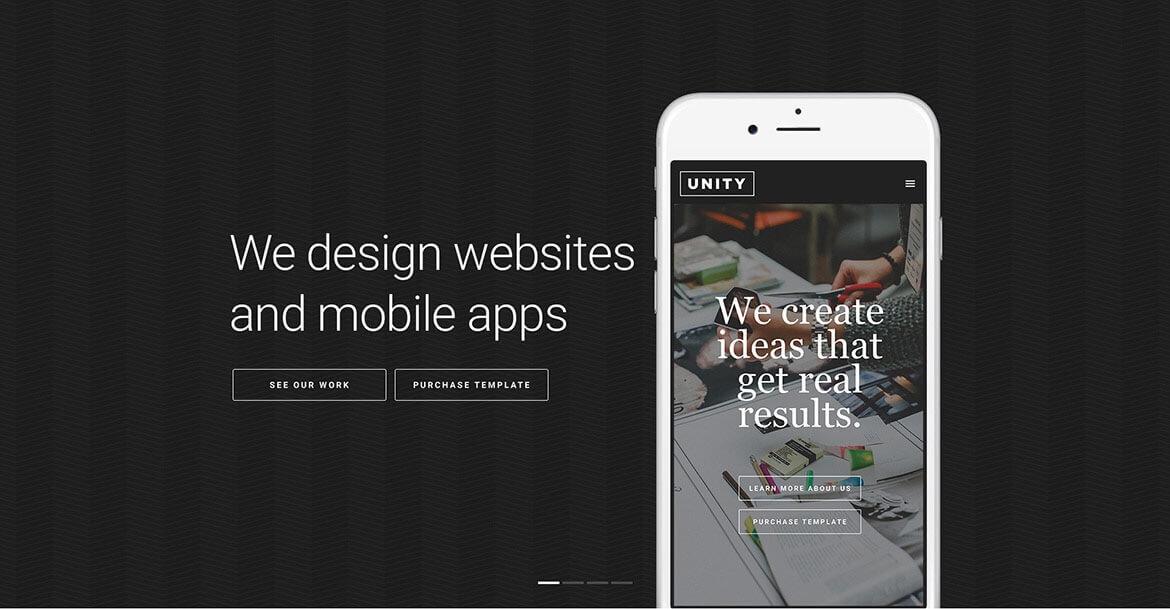 We design websites
and mobile apps
SEE OUR WORK
PURCHASE TEMPLATE
UNITY
We create
ideas that
get real
results.
LEARN MORE ABOUT US
PURCHASE TEMPLATE